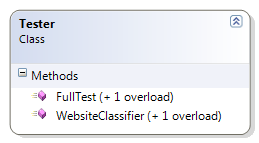 Tester
Class
Methods
FullTest (+ 1 overload)
WebsiteClassifier (+ 1 overload)